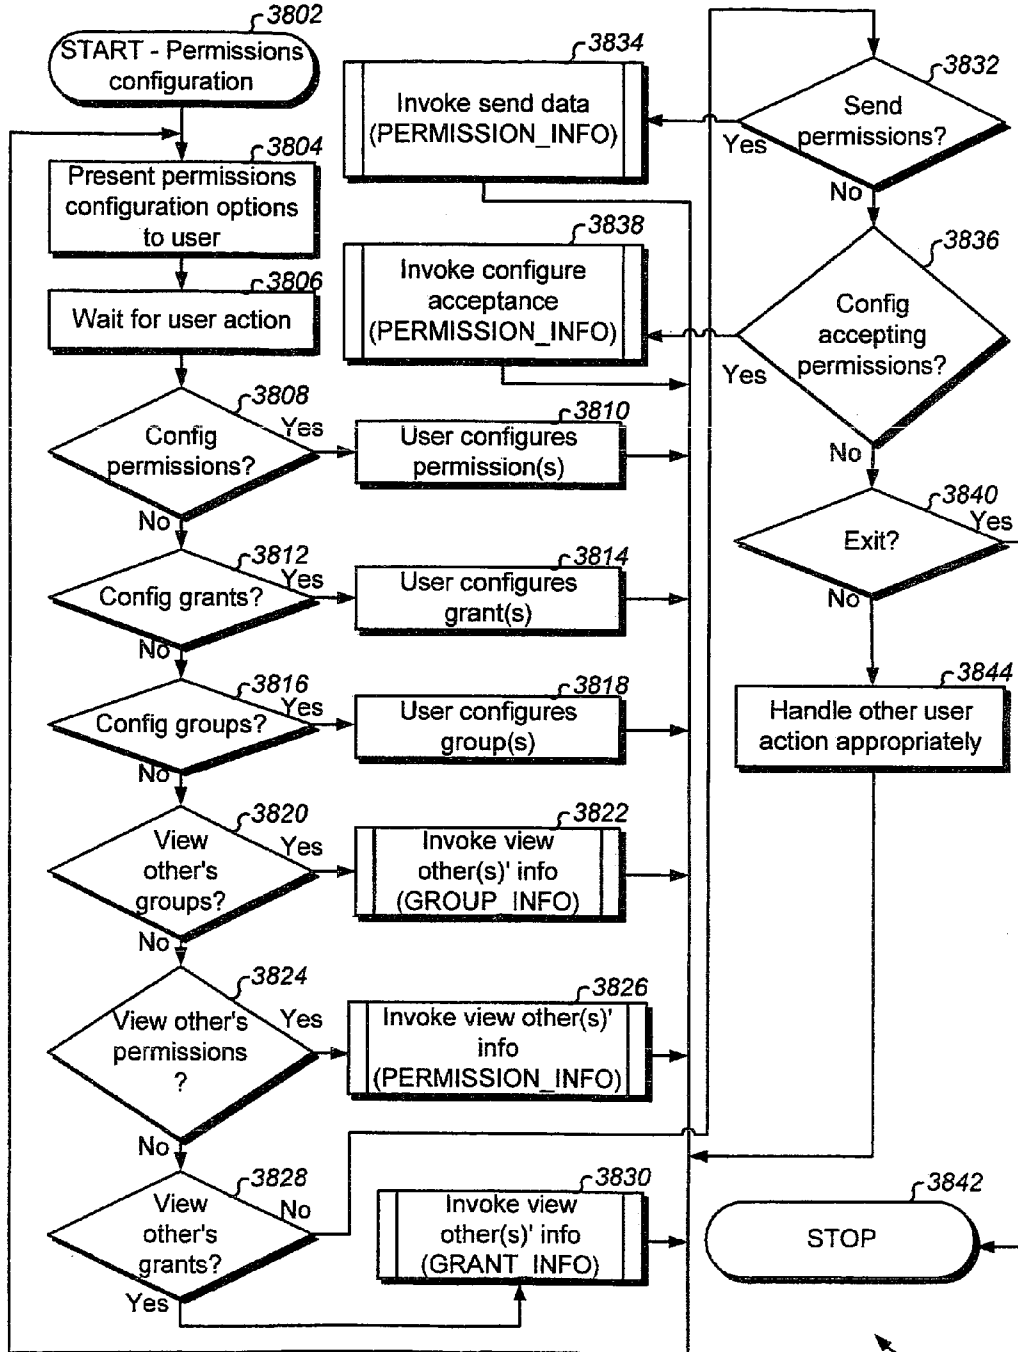 3802
START - Permissions
configuration
3804
Present permissions
configuration options
to user
3806
Wait for user action
3808
Config
permissions?
Yes
No
3810
User configures
permission(s)
3812
Config grants?
Yes
No
3814
User configures
grant(s)
3816
Config groups?
Yes
No
3818
User configures
group(s)
3820
View
other's
groups?
Yes
No
3822
Invoke view
other(s)' info
(GROUP_INFO)
3824
View other's
permissions
?
Yes
No
3826
Invoke view other(s)'
info
(PERMISSION_INFO)
3828
View
other's
grants?
No
Yes
3830
Invoke view
other(s)' info
(GRANT_INFO)
3832
Send
permissions?
Yes
No
3834
Invoke send data
(PERMISSION_INFO)
3836
Config
accepting
permissions?
Yes
No
3838
Invoke configure
acceptance
(PERMISSION_INFO)
3840
Exit?
Yes
No
3844
Handle other user
action appropriately
3842
STOP